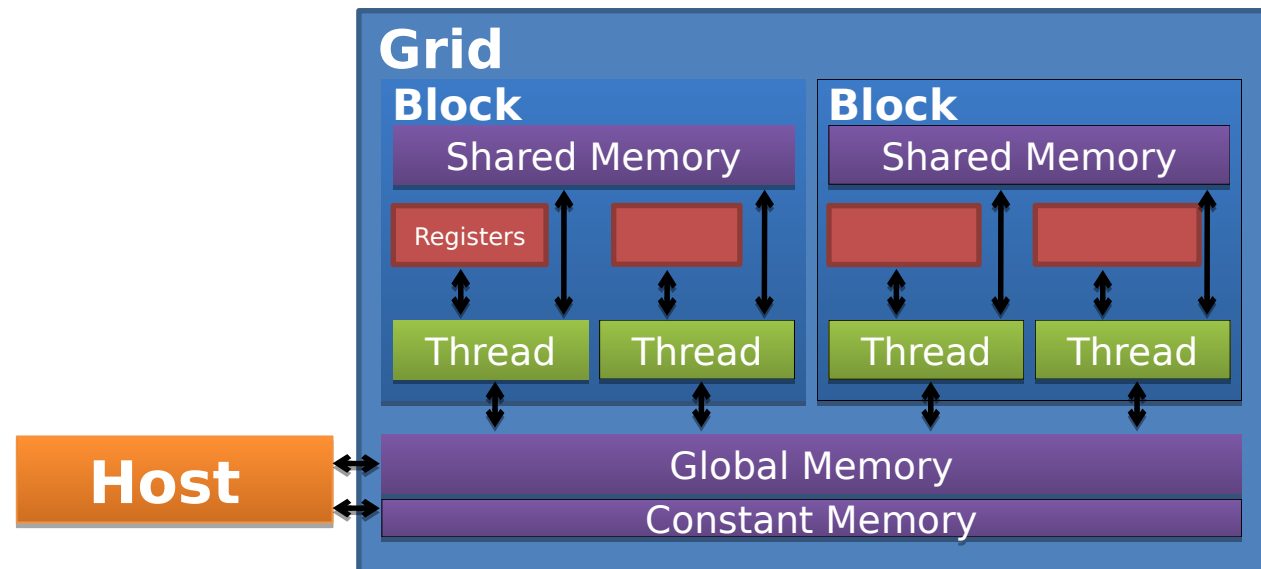 Grid
Block
Block
Shared Memory
Shared Memory
Registers
Thread
Thread
Thread
Thread
Host
Global Memory
Constant Memory